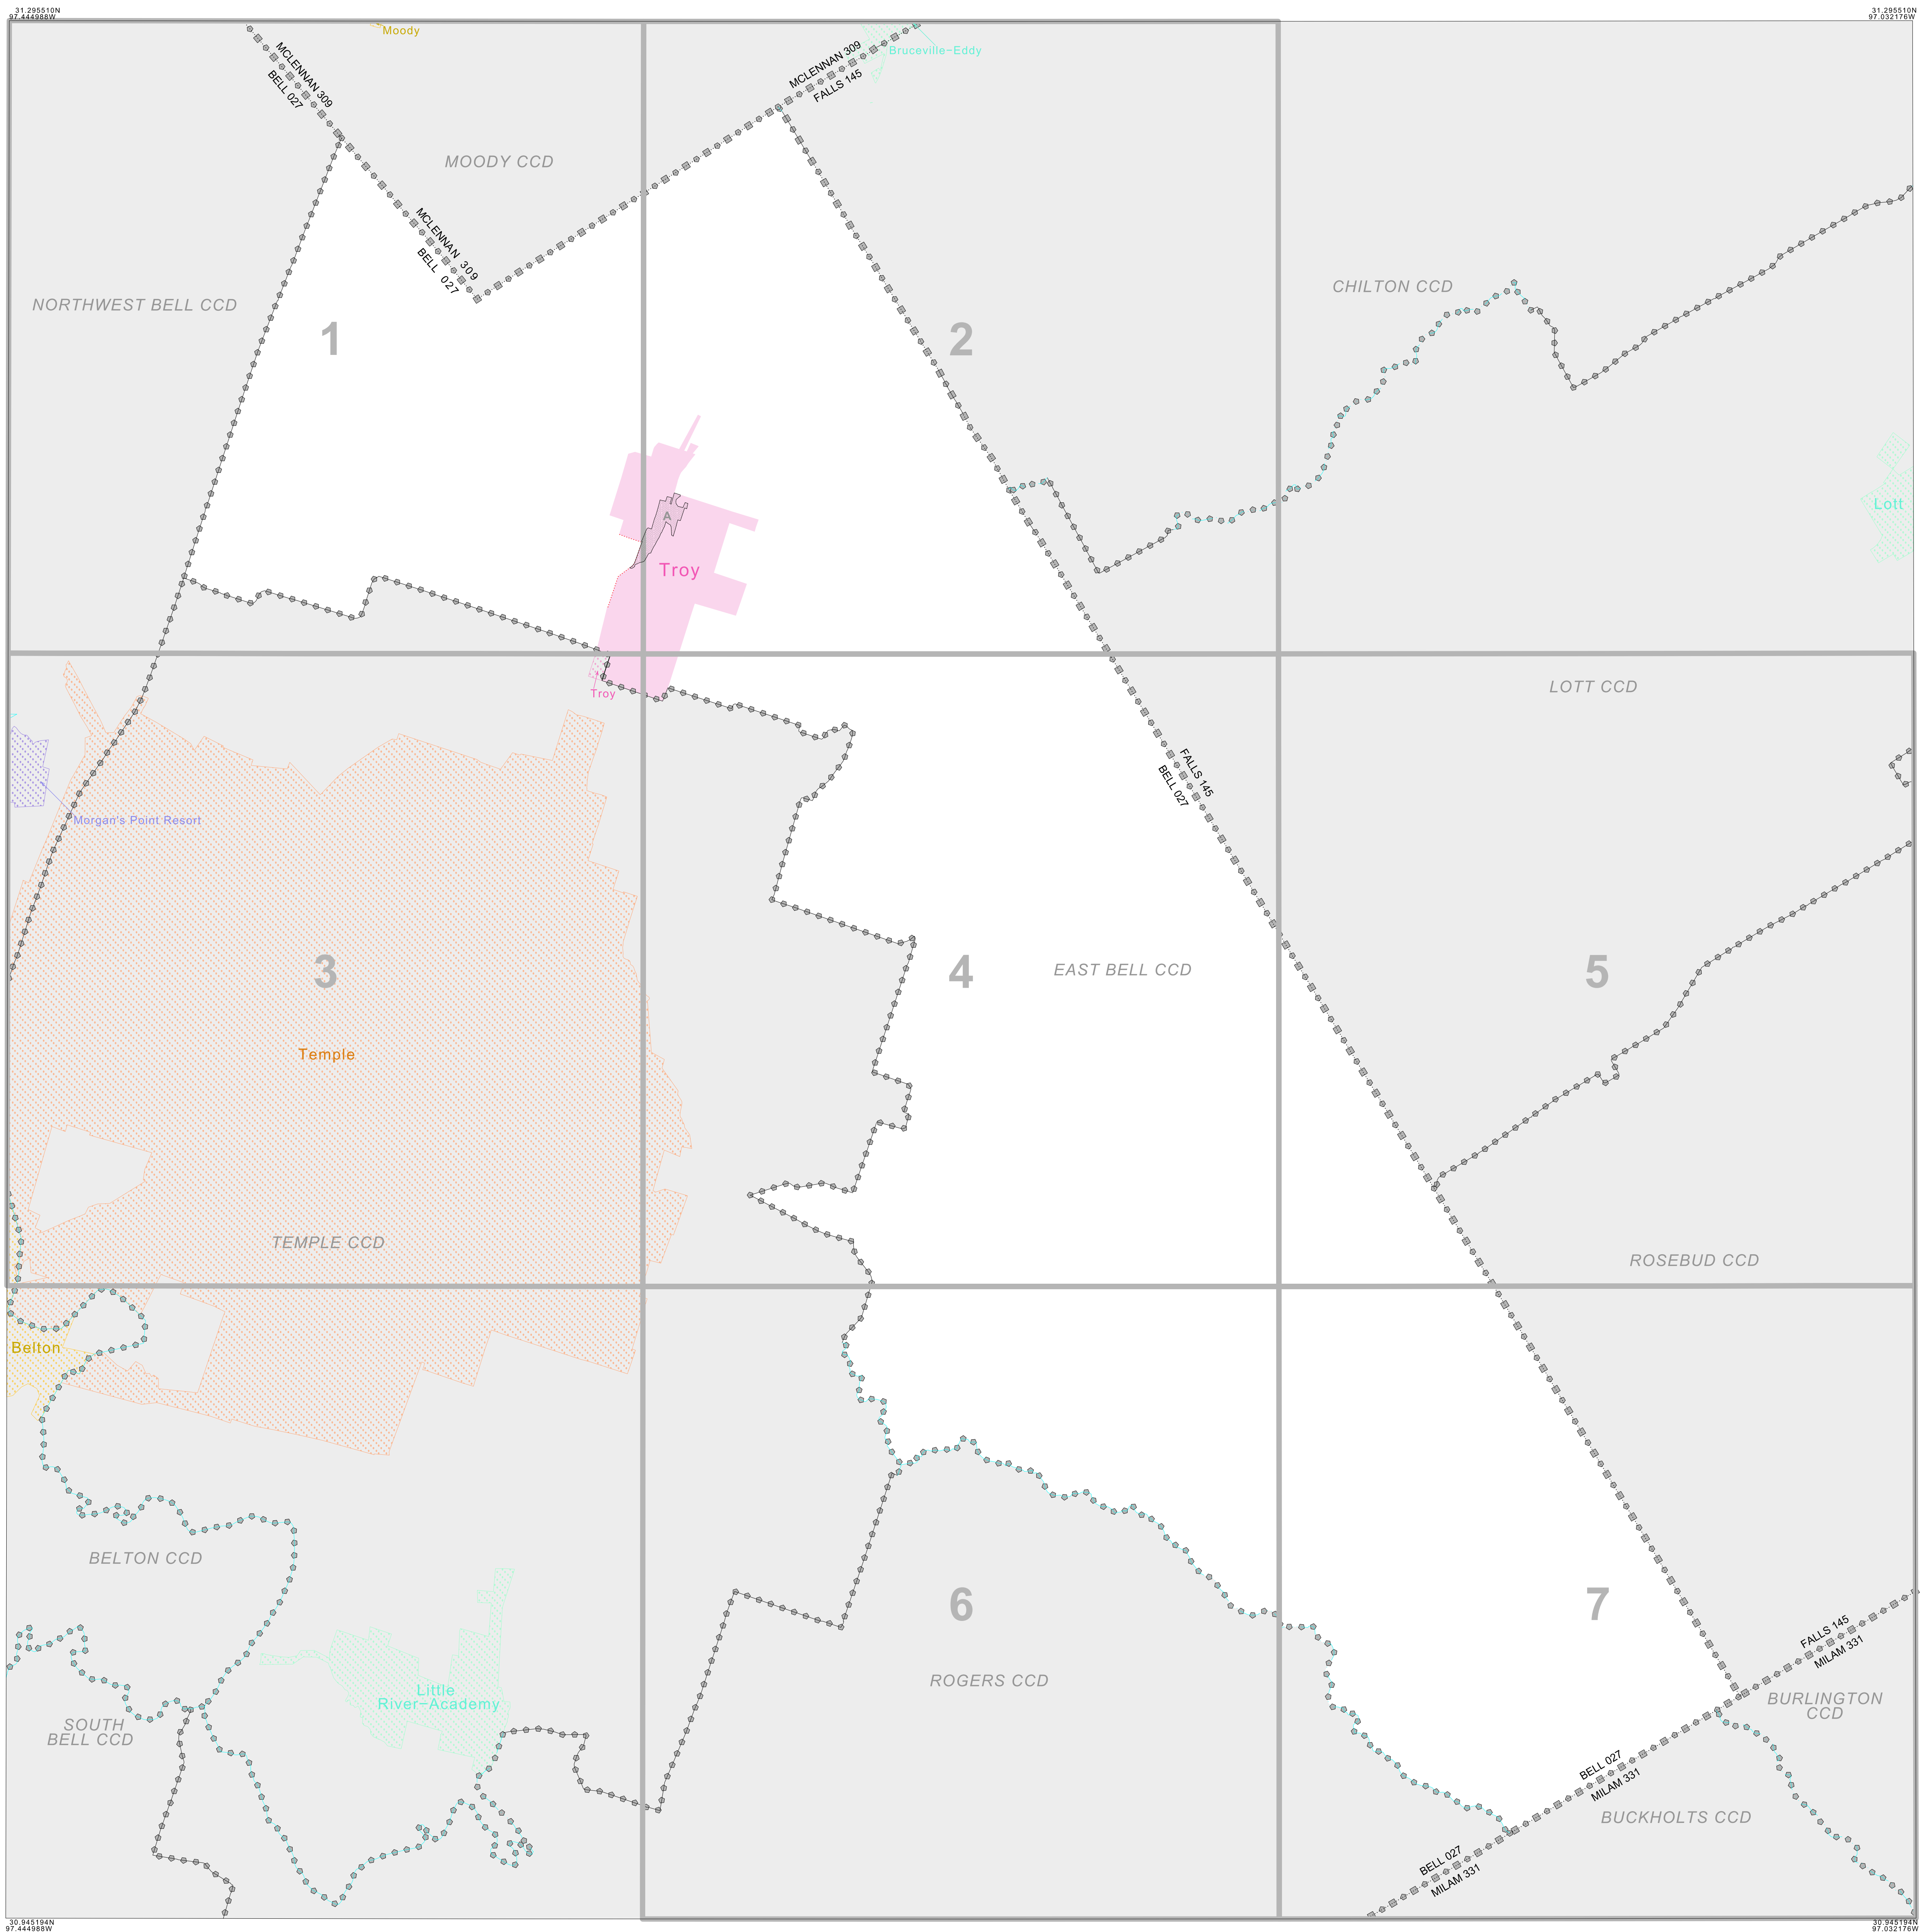 31.295510N
97.444988W
31.295510N
97.032176W
Moody
Bruceville-Eddy
MCLENNAN 309
BELL 027
MCLENNAN 309
FALLS 145
MOODY CCD
MCLENNAN 309
BELL 027
NORTHWEST BELL CCD
CHILTON CCD
1
2
Lott
A
Troy
Troy
LOTT CCD
FALLS 145
BELL 027
Morgan's Point Resort
3
4
EAST BELL CCD
5
Temple
TEMPLE CCD
ROSEBUD CCD
Belton
BELTON CCD
6
7
FALLS 145
MILAM 331
ROGERS CCD
Little
River-Academy
BURLINGTON
CCD
SOUTH
BELL CCD
BELL 027
MILAM 331
BUCKHOLTS CCD
BELL 027
MILAM 331
30.945194N
97.444988W
30.945194N
97.032176W